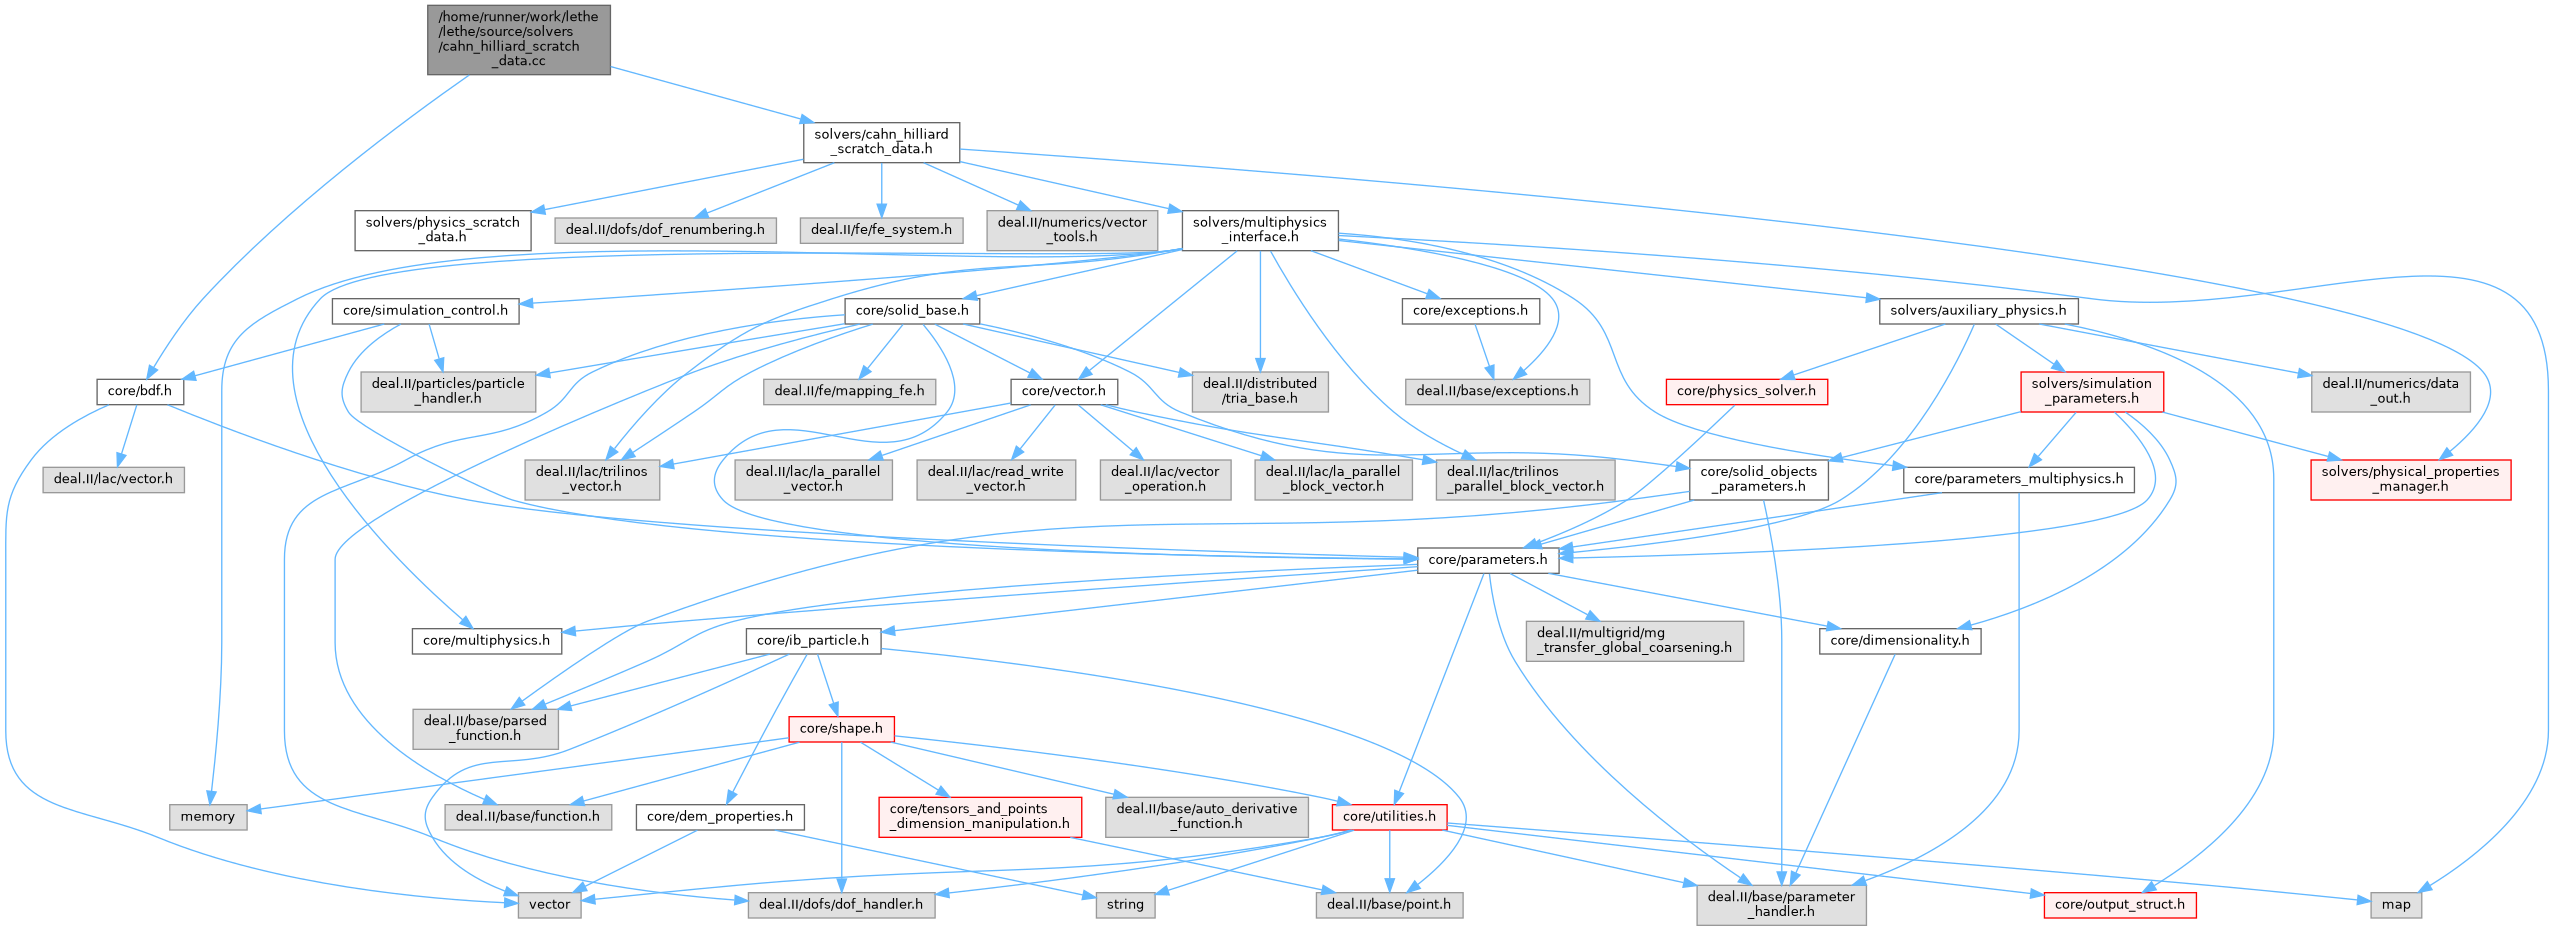 /home/runner/work/lethe
/lethe/source/solvers
/cahn_hilliard_scratch
_data.cc
solvers/cahn_hilliard
_scratch_data.h
solvers/physics_scratch
_data.h
deal.II/dofs/dof_renumbering.h
deal.II/fe/fe_system.h
deal.II/numerics/vector
_tools.h
solvers/multiphysics
_interface.h
core/simulation_control.h
core/solid_base.h
core/exceptions.h
solvers/auxiliary_physics.h
core/bdf.h
deal.II/particles/particle
_handler.h
deal.II/fe/mapping_fe.h
core/vector.h
deal.II/distributed
/tria_base.h
deal.II/base/exceptions.h
core/physics_solver.h
solvers/simulation
_parameters.h
deal.II/numerics/data
_out.h
deal.II/lac/vector.h
deal.II/lac/trilinos
_vector.h
deal.II/lac/la_parallel
_vector.h
deal.II/lac/read_write
_vector.h
deal.II/lac/vector
_operation.h
deal.II/lac/la_parallel
_block_vector.h
deal.II/lac/trilinos
_parallel_block_vector.h
core/solid_objects
_parameters.h
core/parameters_multiphysics.h
solvers/physical_properties
_manager.h
core/parameters.h
core/multiphysics.h
core/ib_particle.h
deal.II/multigrid/mg
_transfer_global_coarsening.h
core/dimensionality.h
deal.II/base/parsed
_function.h
core/shape.h
memory
deal.II/base/function.h
core/dem_properties.h
core/tensors_and_points
_dimension_manipulation.h
deal.II/base/auto_derivative
_function.h
core/utilities.h
vector
deal.II/dofs/dof_handler.h
string
deal.II/base/point.h
deal.II/base/parameter
_handler.h
core/output_struct.h
map